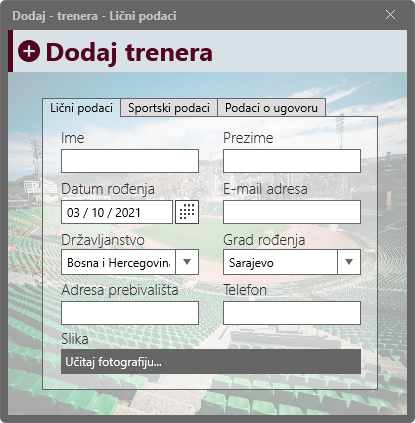 Dodaj - trenera - Lični podaci
Dodaj trenera
Lični podaci Sportski podaci Podaci o ugovoru
Ime Prezime
Datum rođenja E-mail adresa
03 / 10 / 2021
Državljanstvo Grad rođenja
Bosna i Hercegovina Sarajevo
Adresa prebivališta Telefon
Slika
Učitaj fotografiju...